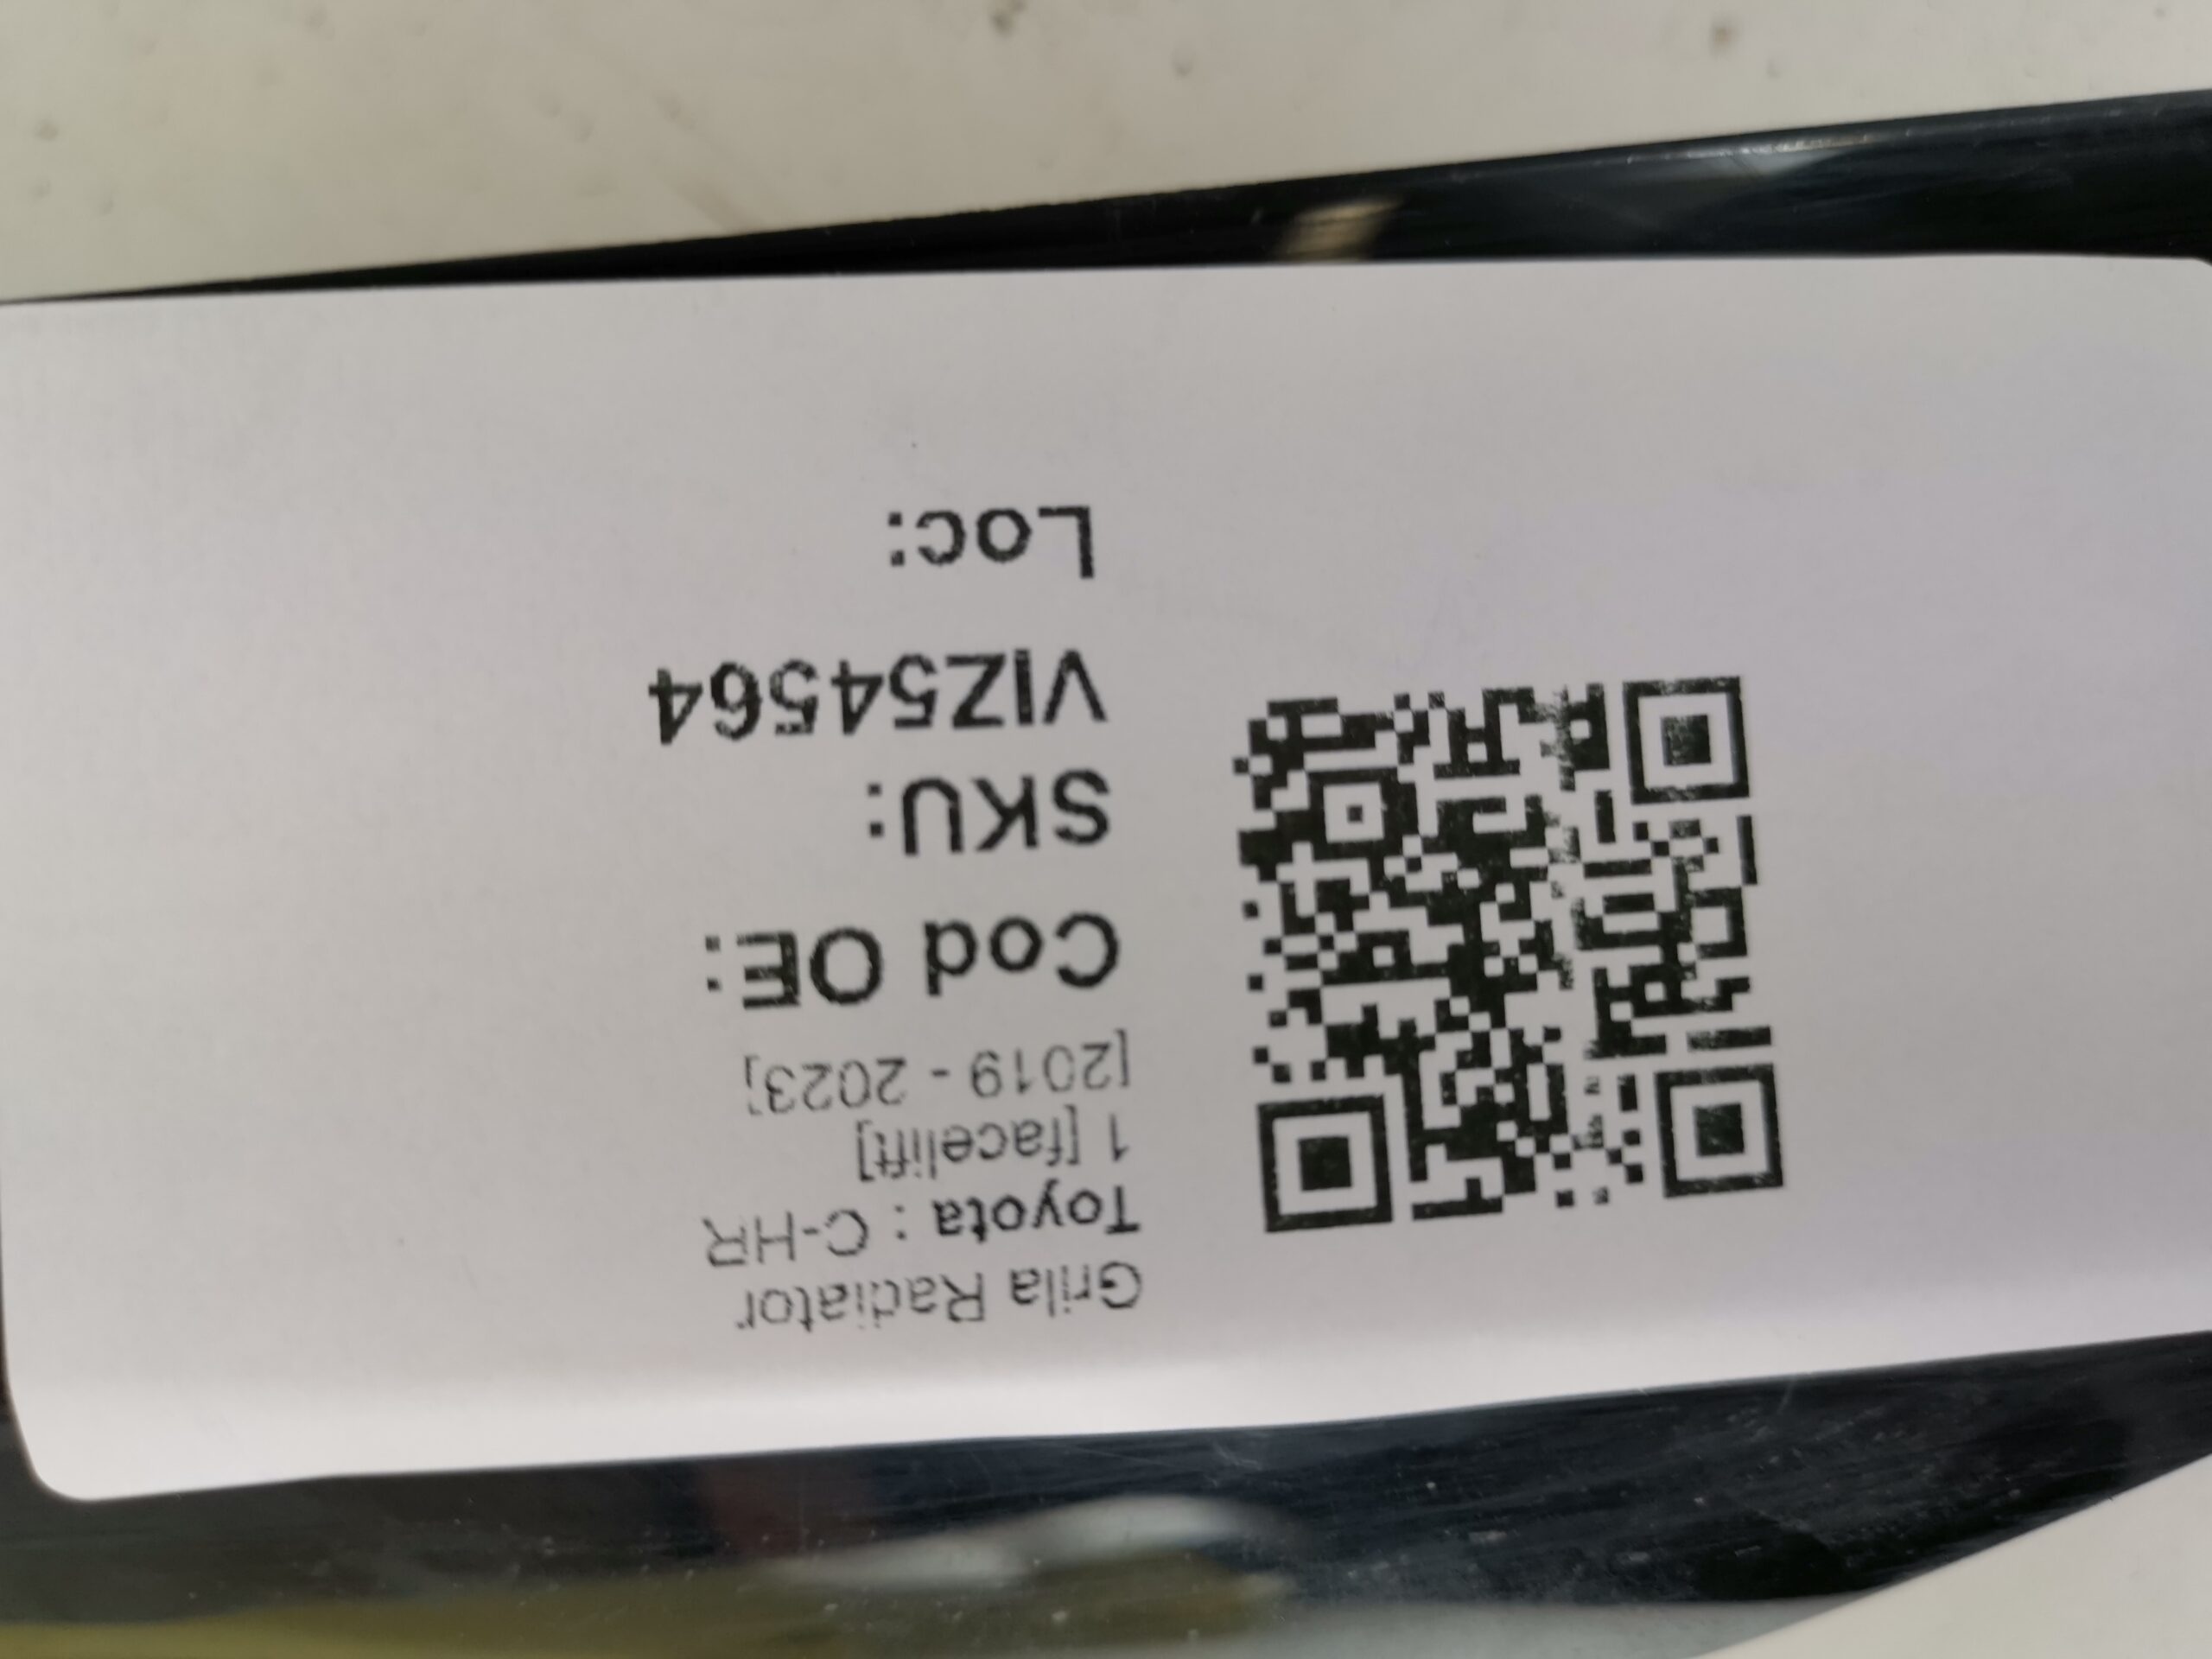 Grila Radiator
Toyota : C-HR
1 [facelift]
[2019 - 2023]
Cod OE:
SKU:
VIZ54564
Loc: